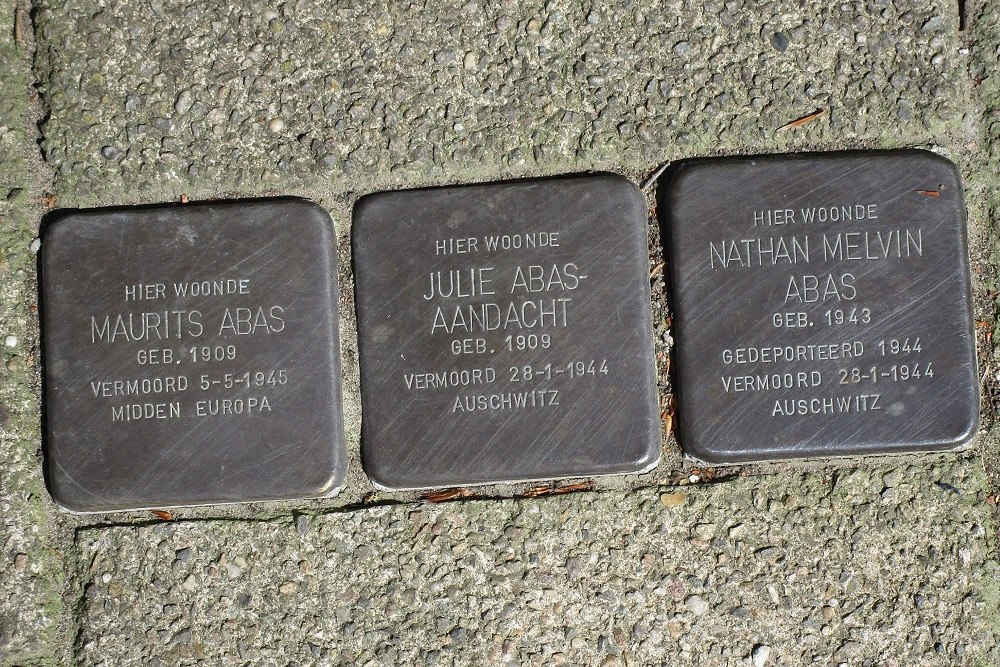 HIER WOONDE
MAURITS ABAS
GEB. 1909
VERMOORD 5-5-1945
MIDDEN EUROPA
HIER WOONDE
JULIE ABAS-
AANDACHT
GEB. 1909
VERMOORD 28-1-1944
AUSCHWITZ
HIER WOONDE
NATHAN MELVIN
ABAS
GEB. 1943
GEDEPORTEERD 1944
VERMOORD 28-1-1944
AUSCHWITZ